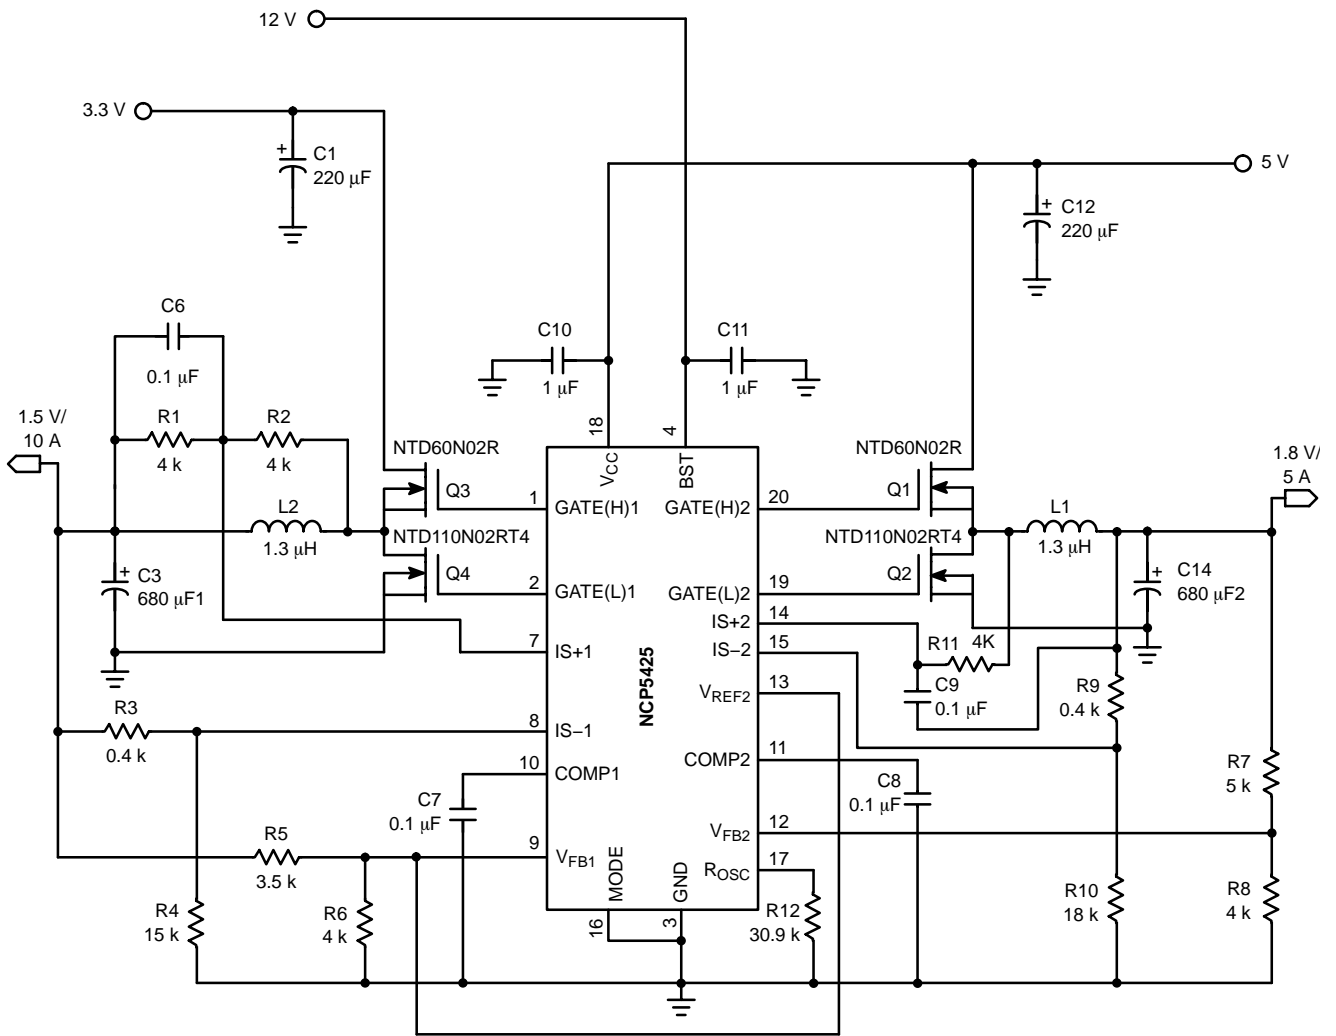 12 V
3.3 V
+
C1
220 μF
5 V
+
C12
220 μF
C6
0.1 μF
C10
1 μF
C11
1 μF
1.5 V/
10 A
R1
4 k
R2
4 k
18
4
NTD60N02R
VCC
BST
NTD60N02R
1.8 V/
5 A
Q3
1
GATE(H)1
GATE(H)2
20
Q1
L2
1.3 μH
NTD110N02RT4
NTD110N02RT4
L1
1.3 μH
+
C3
680 μF1
Q4
2
GATE(L)1
GATE(L)2
19
Q2
+
C14
680 μF2
IS+2
14
7
IS+1
IS−2
15
R11
4K
NCP5425
VREF2
13
C9
0.1 μF
R9
0.4 k
R3
0.4 k
8
IS−1
10
COMP1
COMP2
11
C7
0.1 μF
C8
0.1 μF
R7
5 k
R5
3.5 k
9
VFB1
VFB2
12
MODE
GND
ROSC
17
R4
15 k
R6
4 k
16
3
R12
30.9 k
R10
18 k
R8
4 k